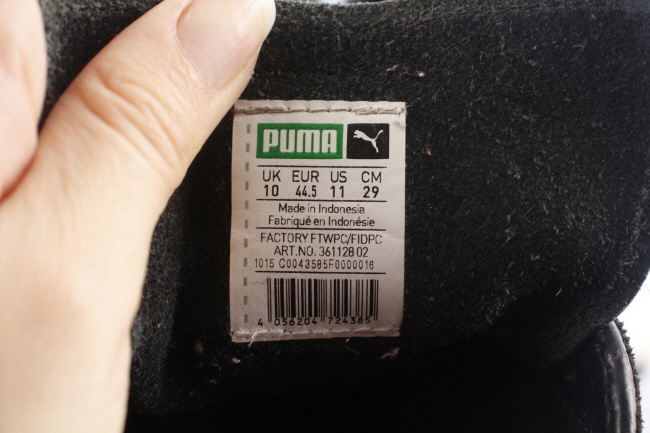 PUMA
UK EUR US CM
10 44.5 11 29
Made in Indonesia
Fabriqué en Indonésie
FACTORY FTWPC/FIDPC
ART.NO. 361128 02
1015 C0043585F0000016
4 056204 724385